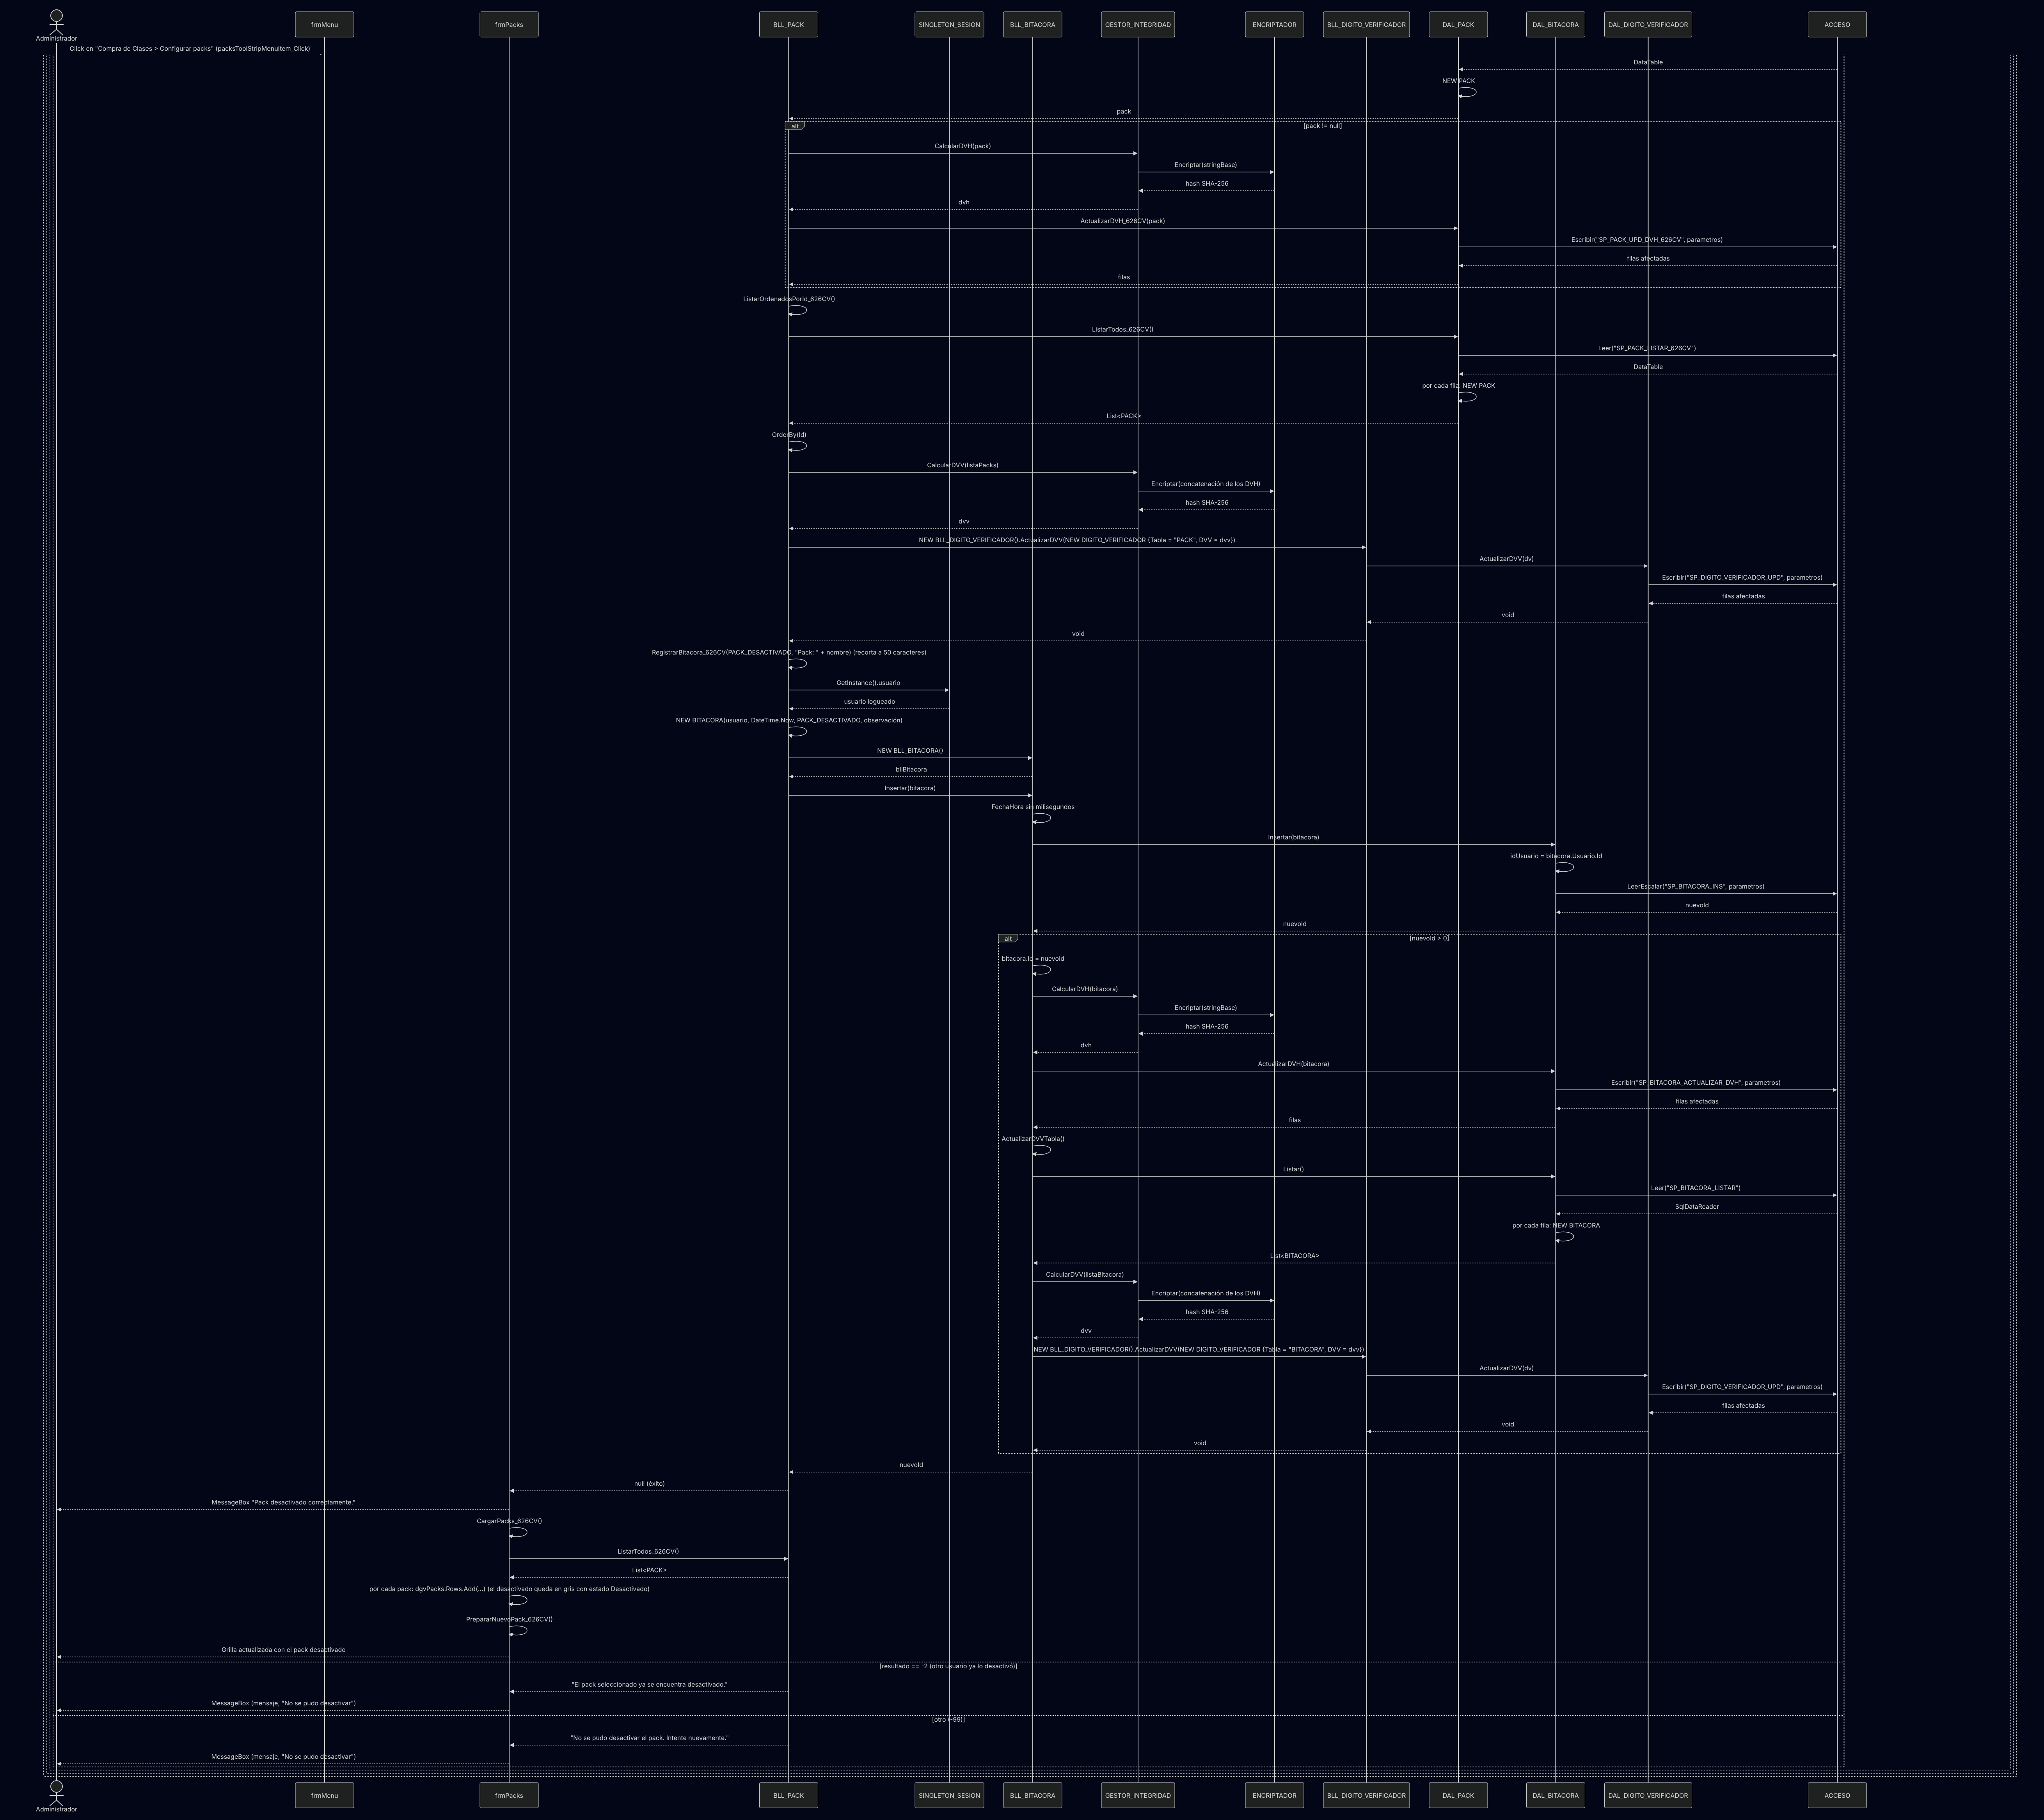 Administrador
frmMenu
frmPacks
BLL_PACK
SINGLETON_SESION
BLL_BITACORA
GESTOR_INTEGRIDAD
ENCRIPTADOR
BLL_DIGITO_VERIFICADOR
DAL_PACK
DAL_BITACORA
DAL_DIGITO_VERIFICADOR
ACCESO
Click en "Compra de Clases > Configurar packs" (packsToolStripMenuItem_Click)
DataTable
NEW PACK
pack
alt
[pack != null]
CalcularDVH(pack)
Encriptar(stringBase)
hash SHA-256
dvh
ActualizarDVH_626CV(pack)
Escribir("SP_PACK_UPD_DVH_626CV", parametros)
filas afectadas
filas
ListarOrdenadosPorId_626CV()
ListarTodos_626CV()
Leer("SP_PACK_LISTAR_626CV")
DataTable
por cada fila: NEW PACK
List<PACK>
OrderBy(Id)
CalcularDVV(listaPacks)
Encriptar(concatenación de los DVH)
hash SHA-256
dvv
NEW BLL_DIGITO_VERIFICADOR().ActualizarDVV(NEW DIGITO_VERIFICADOR {Tabla = "PACK", DVV = dvv})
ActualizarDVV(dv)
Escribir("SP_DIGITO_VERIFICADOR_UPD", parametros)
filas afectadas
void
void
RegistrarBitacora_626CV(PACK_DESACTIVADO, "Pack: " + nombre) (recorta a 50 caracteres)
GetInstance().usuario
usuario logueado
NEW BITACORA(usuario, DateTime.Now, PACK_DESACTIVADO, observación)
NEW BLL_BITACORA()
bllBitacora
Insertar(bitacora)
FechaHora sin milisegundos
Insertar(bitacora)
idUsuario = bitacora.Usuario.Id
LeerEscalar("SP_BITACORA_INS", parametros)
nuevoId
nuevoId
alt
[nuevoId > 0]
bitacora.Id = nuevoId
CalcularDVH(bitacora)
Encriptar(stringBase)
hash SHA-256
dvh
ActualizarDVH(bitacora)
Escribir("SP_BITACORA_ACTUALIZAR_DVH", parametros)
filas afectadas
filas
ActualizarDVVTabla()
Listar()
Leer("SP_BITACORA_LISTAR")
SqlDataReader
por cada fila: NEW BITACORA
List<BITACORA>
CalcularDVV(listaBitacora)
Encriptar(concatenación de los DVH)
hash SHA-256
dvv
NEW BLL_DIGITO_VERIFICADOR().ActualizarDVV(NEW DIGITO_VERIFICADOR {Tabla = "BITACORA", DVV = dvv})
ActualizarDVV(dv)
Escribir("SP_DIGITO_VERIFICADOR_UPD", parametros)
filas afectadas
void
void
nuevoId
null (éxito)
MessageBox "Pack desactivado correctamente."
CargarPacks_626CV()
ListarTodos_626CV()
List<PACK>
por cada pack: dgvPacks.Rows.Add(...) (el desactivado queda en gris con estado Desactivado)
PrepararNuevoPack_626CV()
Grilla actualizada con el pack desactivado
[resultado == -2 (otro usuario ya lo desactivó)]
"El pack seleccionado ya se encuentra desactivado."
MessageBox (mensaje, "No se pudo desactivar")
[otro (-99)]
"No se pudo desactivar el pack. Intente nuevamente."
MessageBox (mensaje, "No se pudo desactivar")
Administrador
frmMenu
frmPacks
BLL_PACK
SINGLETON_SESION
BLL_BITACORA
GESTOR_INTEGRIDAD
ENCRIPTADOR
BLL_DIGITO_VERIFICADOR
DAL_PACK
DAL_BITACORA
DAL_DIGITO_VERIFICADOR
ACCESO